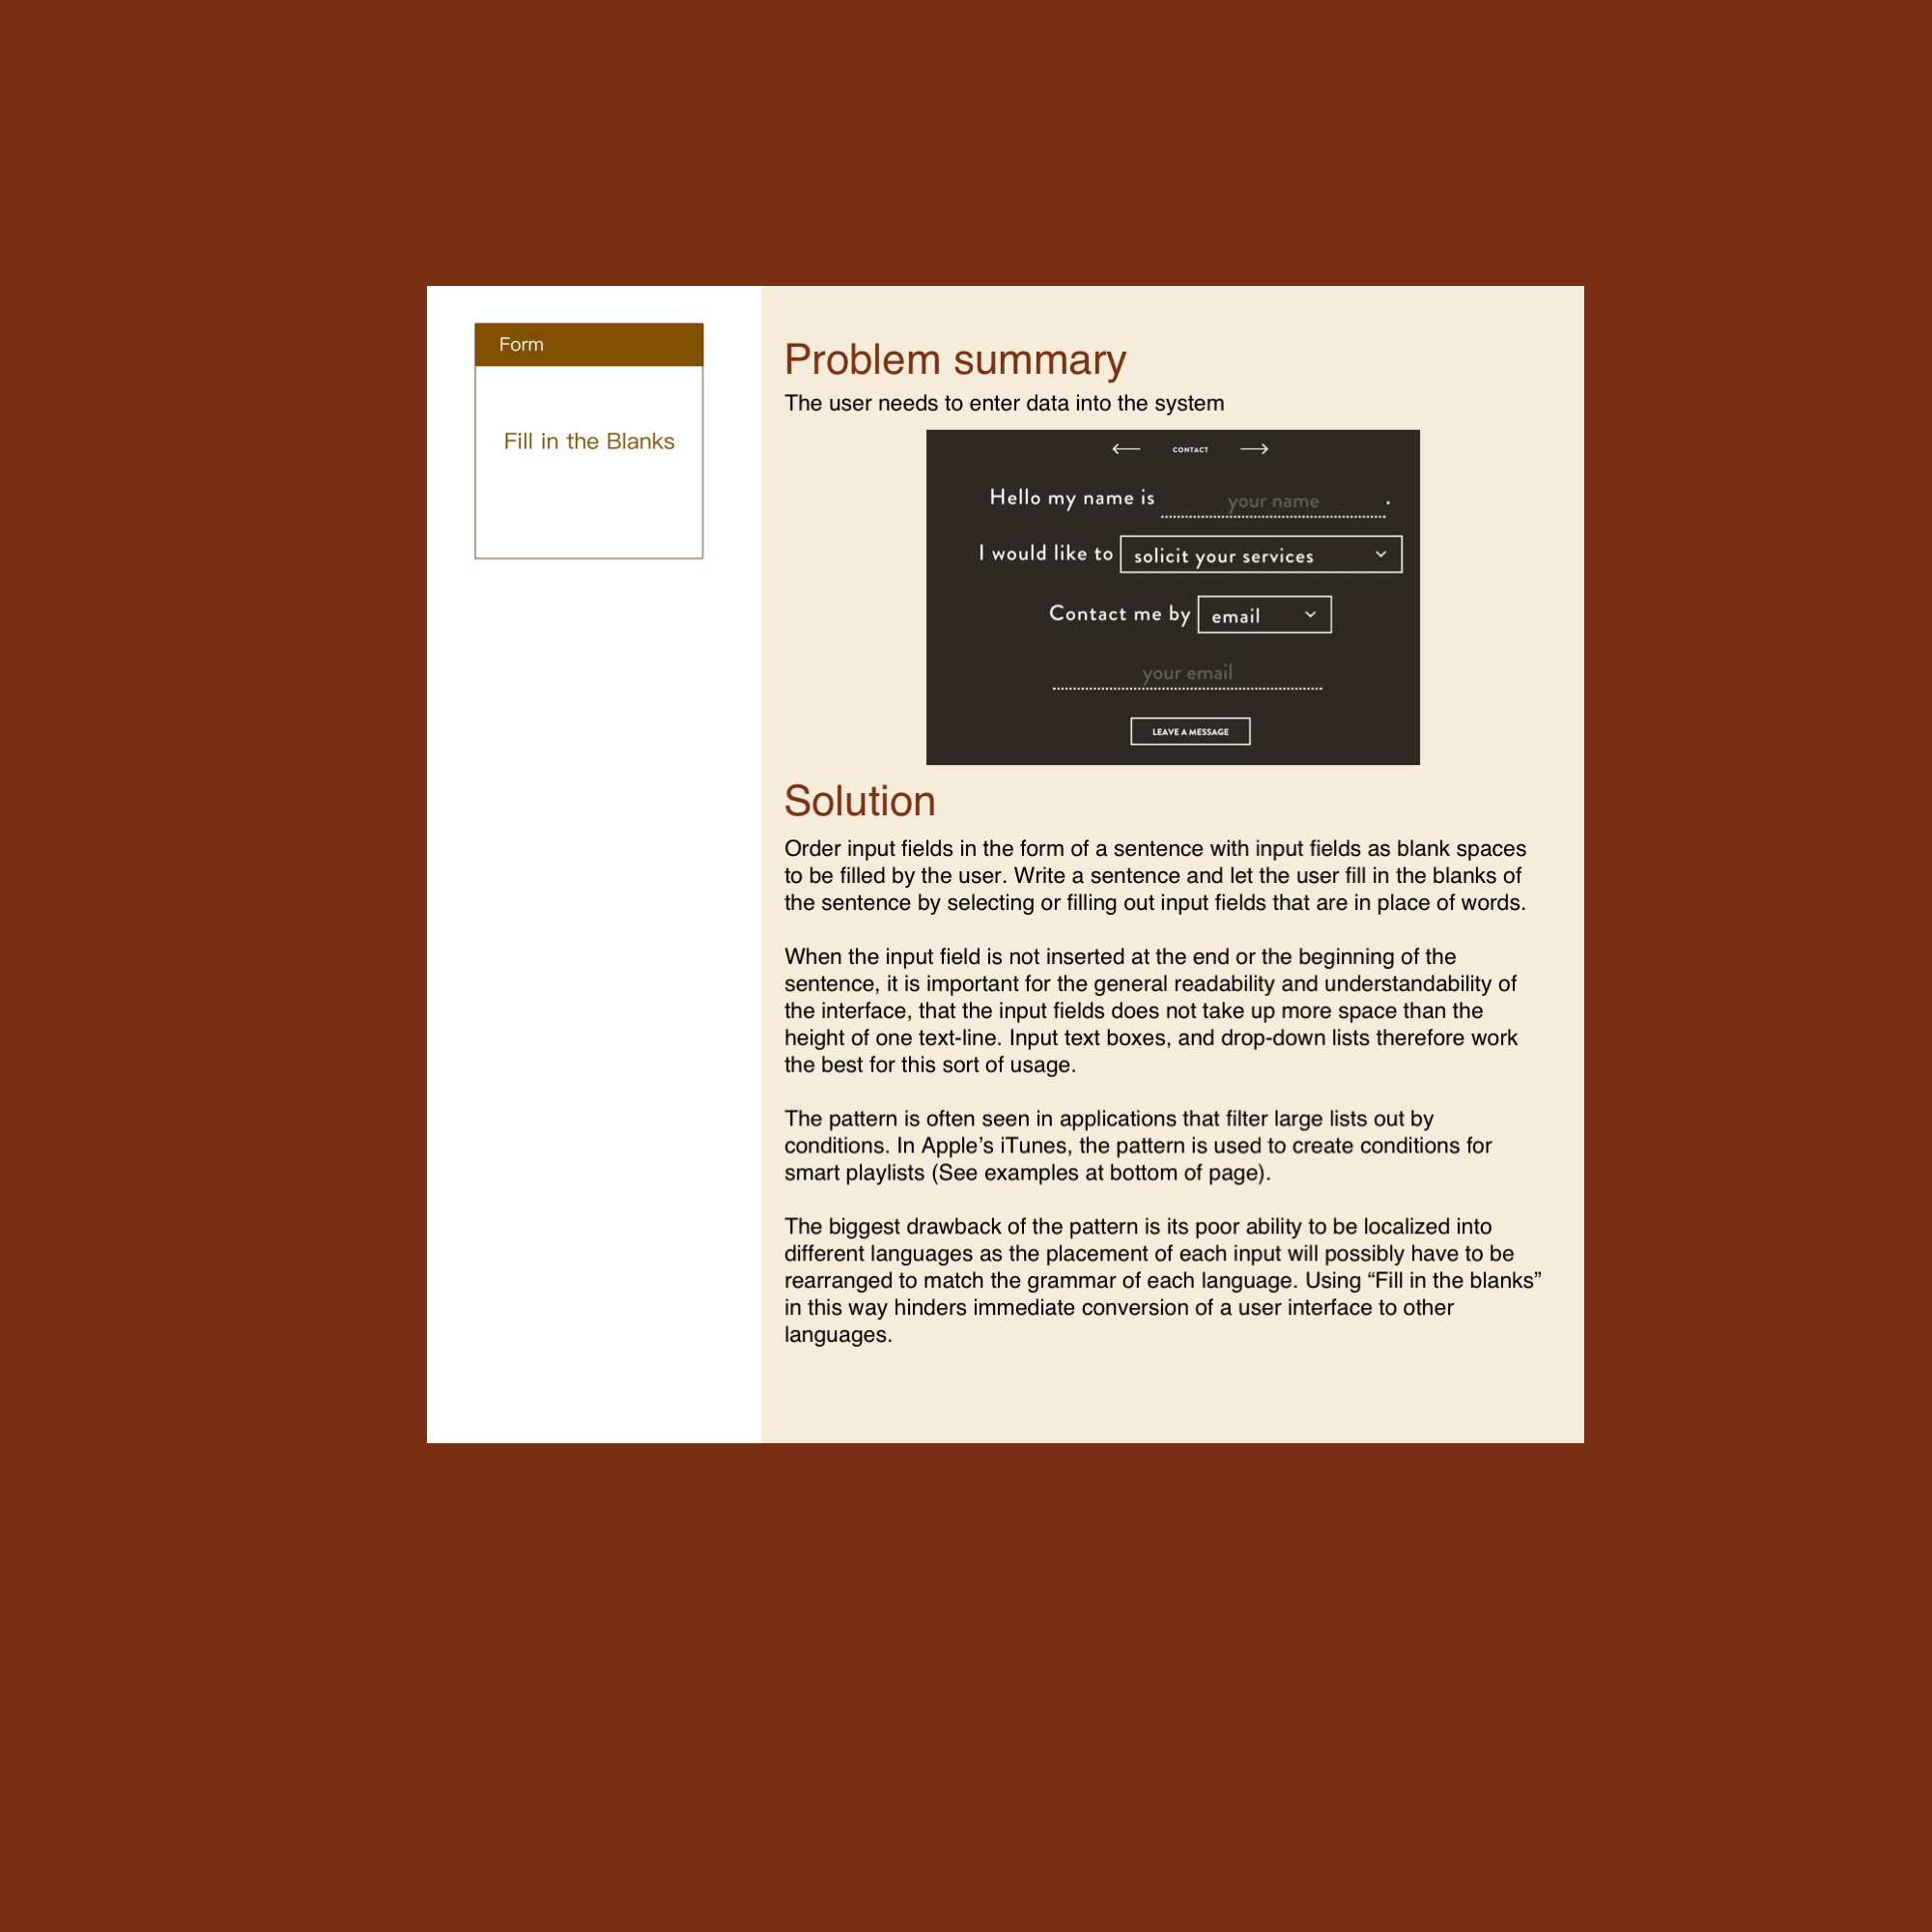 Form
Fill in the Blanks
Problem summary
The user needs to enter data into the system
CONTACT
Hello my name is your name .
I would like to solicit your services
Contact me by email
your email
LEAVE A MESSAGE
Solution
Order input fields in the form of a sentence with input fields as blank spaces
to be filled by the user. Write a sentence and let the user fill in the blanks of
the sentence by selecting or filling out input fields that are in place of words.
When the input field is not inserted at the end or the beginning of the
sentence, it is important for the general readability and understandability of
the interface, that the input fields does not take up more space than the
height of one text-line. Input text boxes, and drop-down lists therefore work
the best for this sort of usage.
The pattern is often seen in applications that filter large lists out by
conditions. In Apple’s iTunes, the pattern is used to create conditions for
smart playlists (See examples at bottom of page).
The biggest drawback of the pattern is its poor ability to be localized into
different languages as the placement of each input will possibly have to be
rearranged to match the grammar of each language. Using “Fill in the blanks”
in this way hinders immediate conversion of a user interface to other
languages.